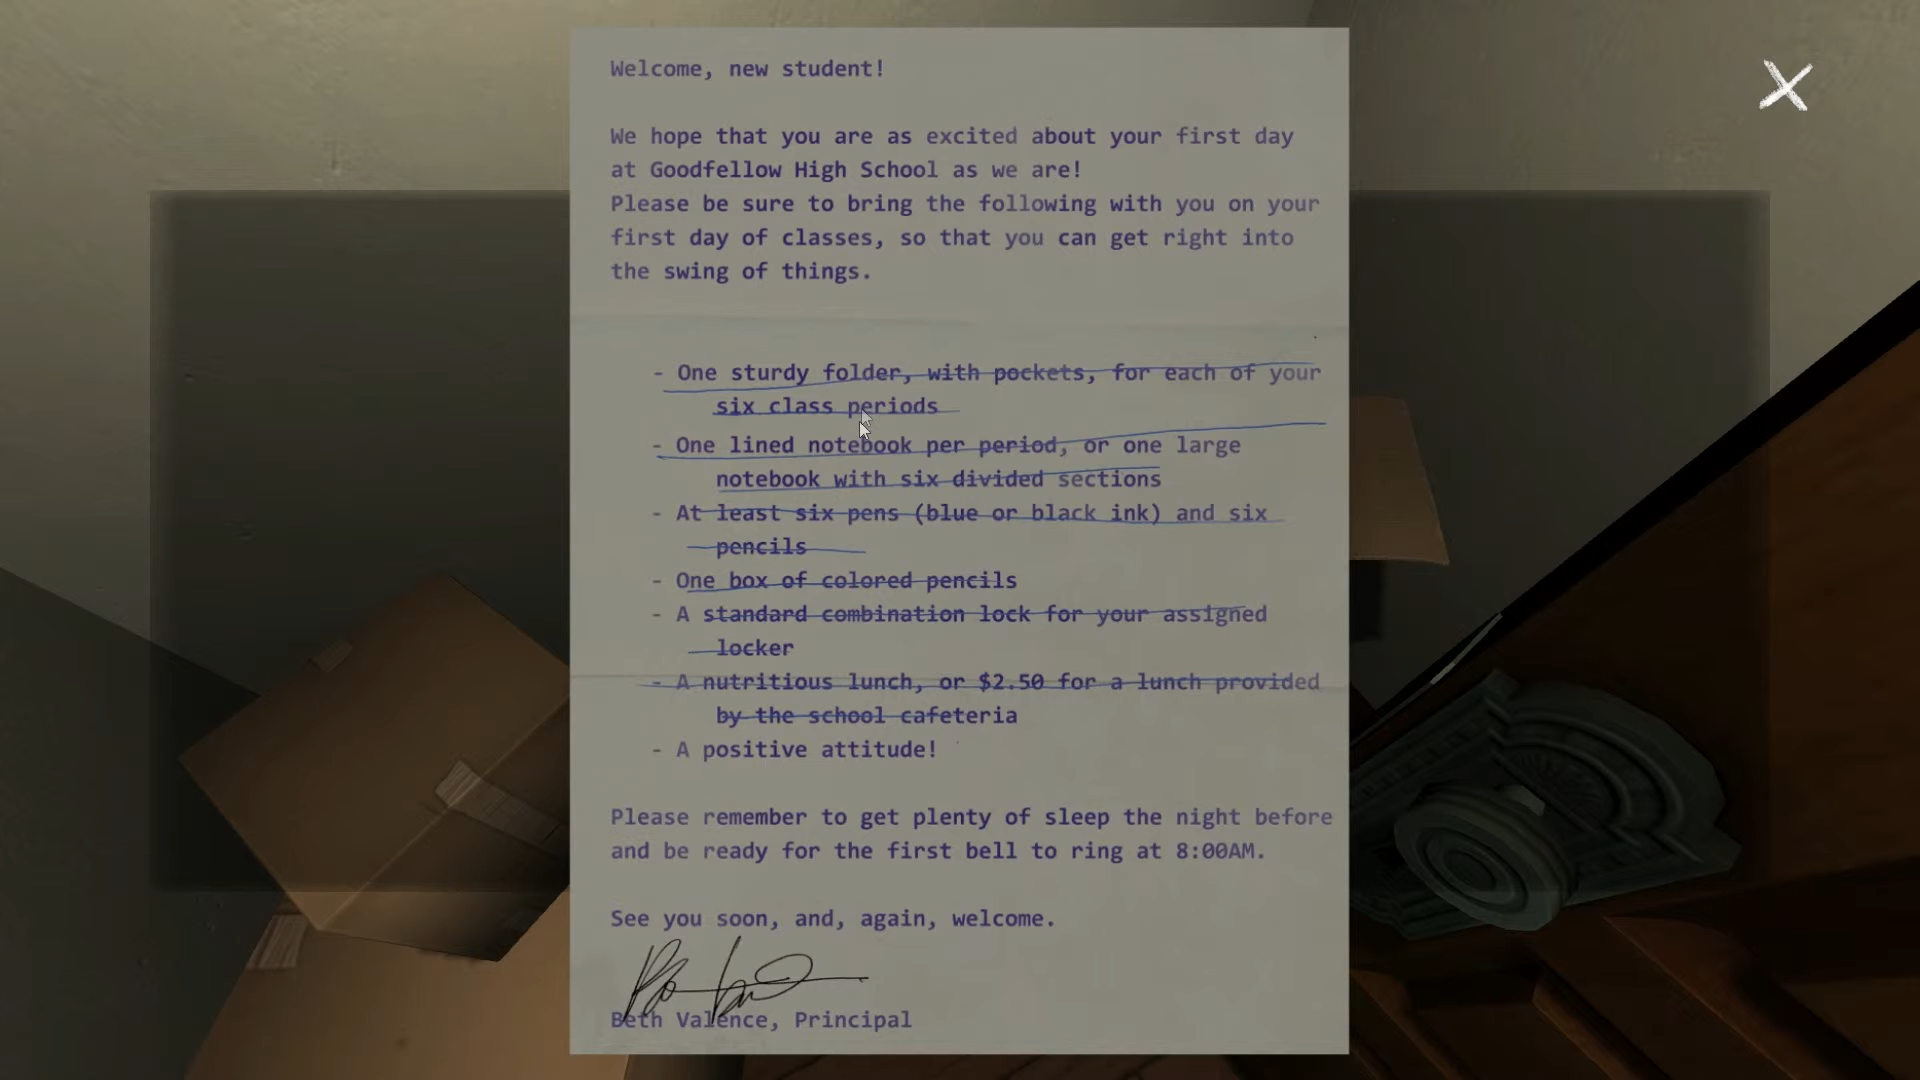 Welcome, new student!
We hope that you are as excited about your first day
at Goodfellow High School as we are!
Please be sure to bring the following with you on your
first day of classes, so that you can get right into
the swing of things.
- One sturdy folder, with pockets, for each of your
six class periods
- One lined notebook per period, or one large
notebook with six divided sections
- At least six pens (blue or black ink) and six
pencils
- One box of colored pencils
- A standard combination lock for your assigned
locker
- A nutritious lunch, or $2.50 for a lunch provided
by the school cafeteria
- A positive attitude!
Please remember to get plenty of sleep the night before
and be ready for the first bell to ring at 8:00AM.
See you soon, and, again, welcome.
Beth Valence, Principal